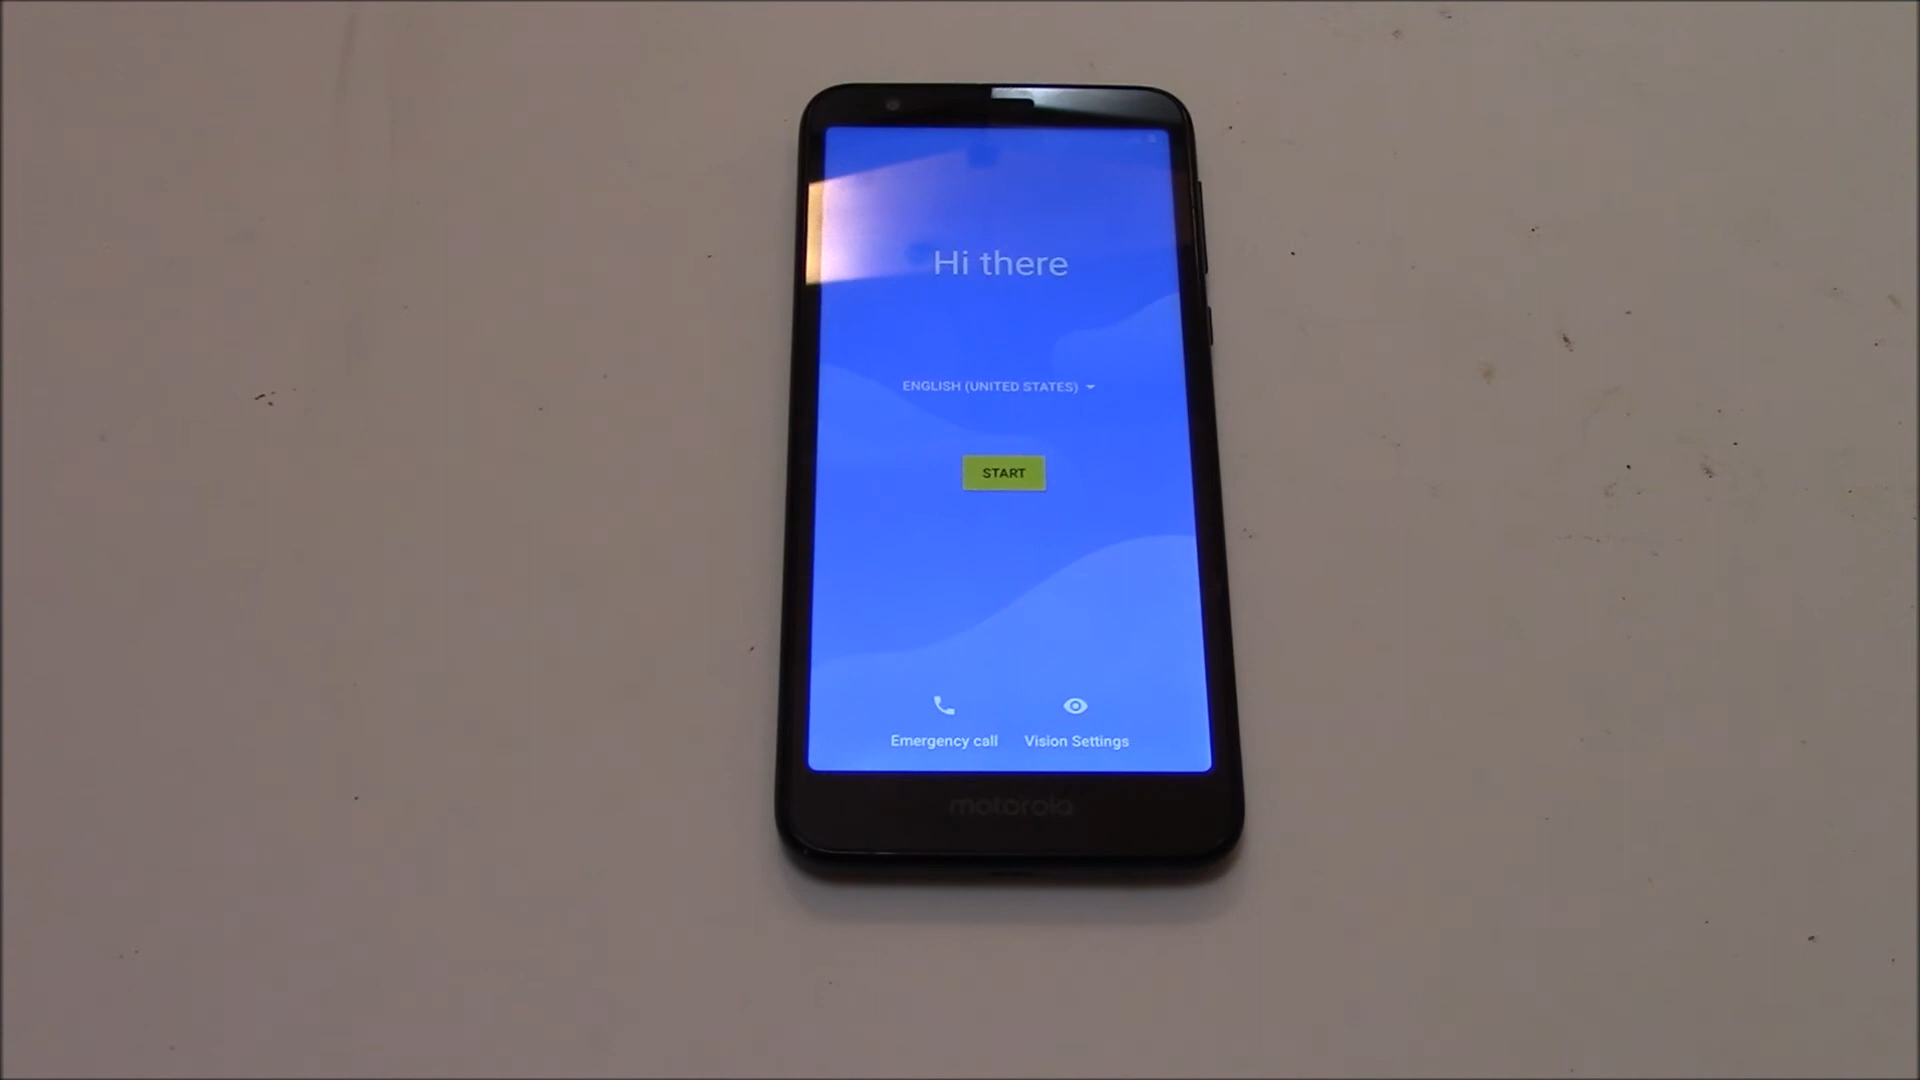 Hi there
ENGLISH (UNITED STATES)
START
Emergency call
Vision Settings
motorola